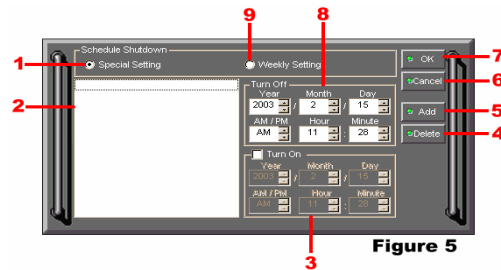 9
8
Schedule Shutdown
1
Special Setting
Weekly Setting
OK
7
2
Turn Off
Cancel
6
Year Month Day
2003 / 2 / 15
Add
5
AM / PM Hour Minute
AM 11 : 28
Delete
4
Turn On
Year Month Day
2003 / 2 / 15
AM / PM Hour Minute
AM 11 : 28
3
Figure 5